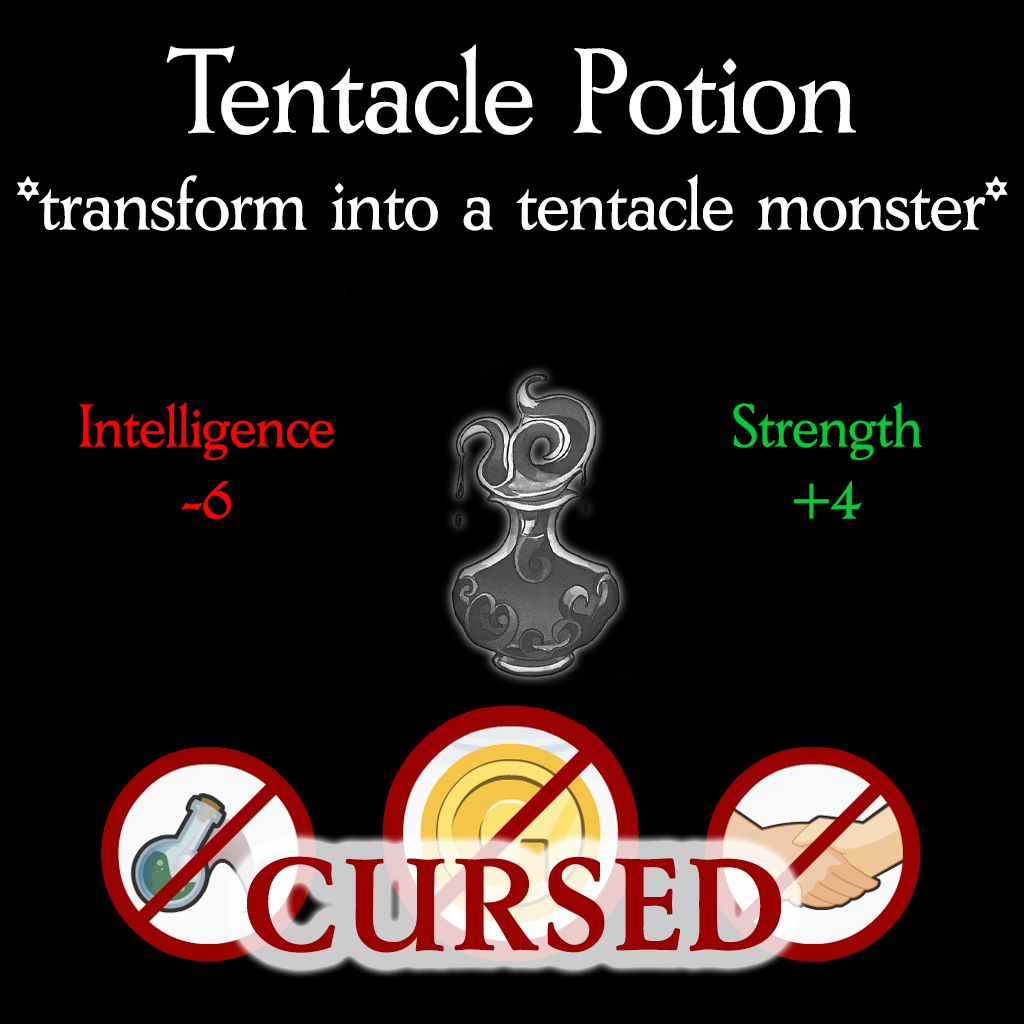 Tentacle Potion
*transform into a tentacle monster*
Intelligence
-6
Strength
+4
CURSED